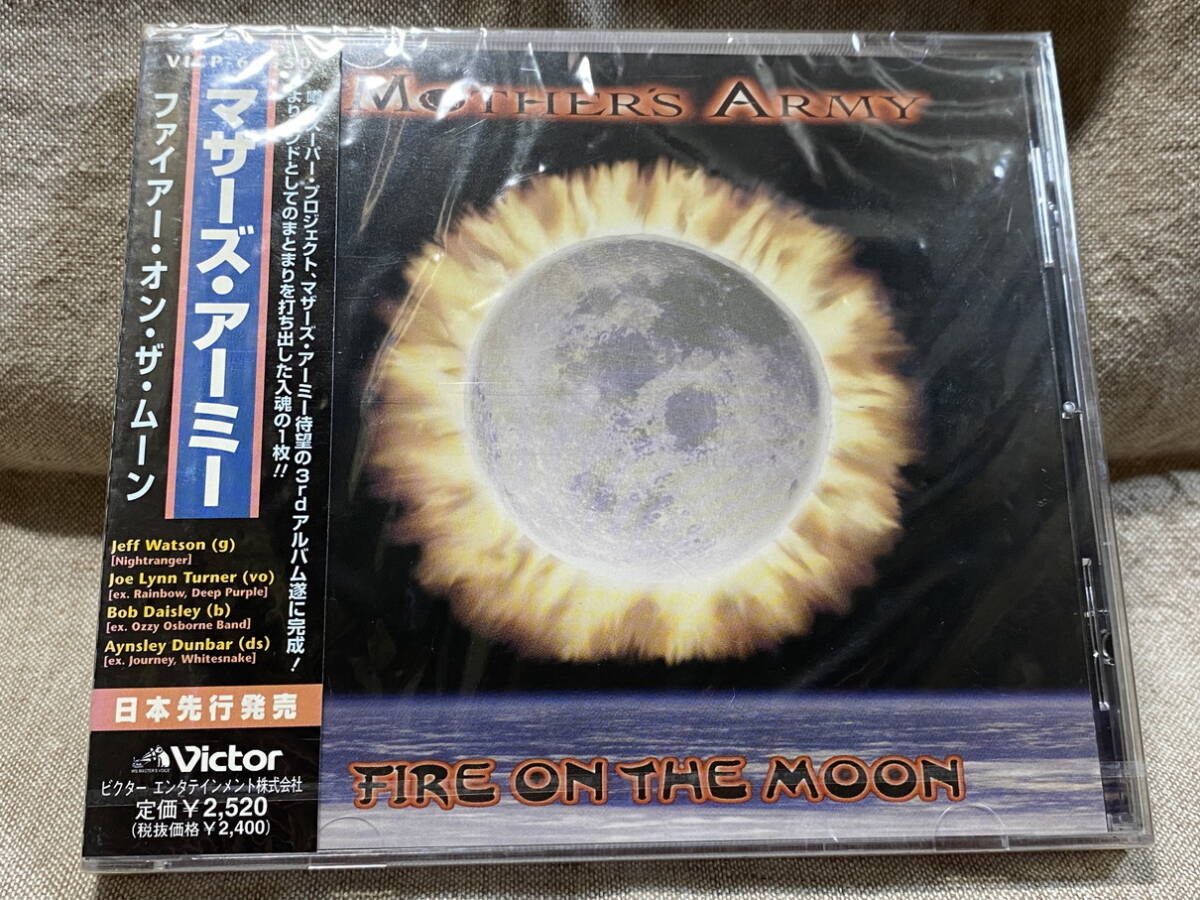 マザーズ・アーミー
ファイアー・オン・ザ・ムーン
プロジェクト、マザーズ・アーミー待望の3rdアルバム遂に完成!
としてのまとまりを打ち出した入魂の1枚!!
Jeff Watson (g)
[Nightranger]
Joe Lynn Turner (vo)
[ex. Rainbow, Deep Purple]
Bob Daisley (b)
[ex. Ozzy Osborne Band]
Aynsley Dunbar (ds)
[ex. Journey, Whitesnake]
日本先行発売
HIS MASTER'S VOICE
Victor
ビクター エンタテインメント株式会社
定価¥2,520
(税抜価格¥2,400)
MOTHER'S ARMY
FIRE ON THE MOON